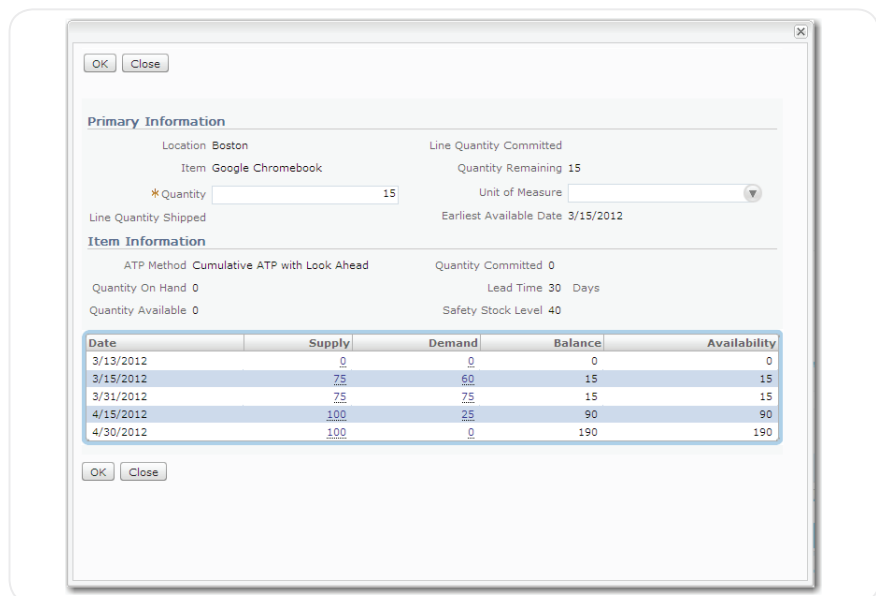 OK Close
Primary Information
Location Boston Line Quantity Committed
Item Google Chromebook Quantity Remaining 15
*Quantity 15 Unit of Measure
Line Quantity Shipped Earliest Available Date 3/15/2012
Item Information
ATP Method Cumulative ATP with Look Ahead Quantity Committed 0
Quantity On Hand 0 Lead Time 30 Days
Quantity Available 0 Safety Stock Level 40
Date Supply Demand Balance Availability
3/13/2012 0 0 0 0
3/15/2012 75 60 15 15
3/31/2012 75 75 15 15
4/15/2012 100 25 90 90
4/30/2012 100 0 190 190
OK Close